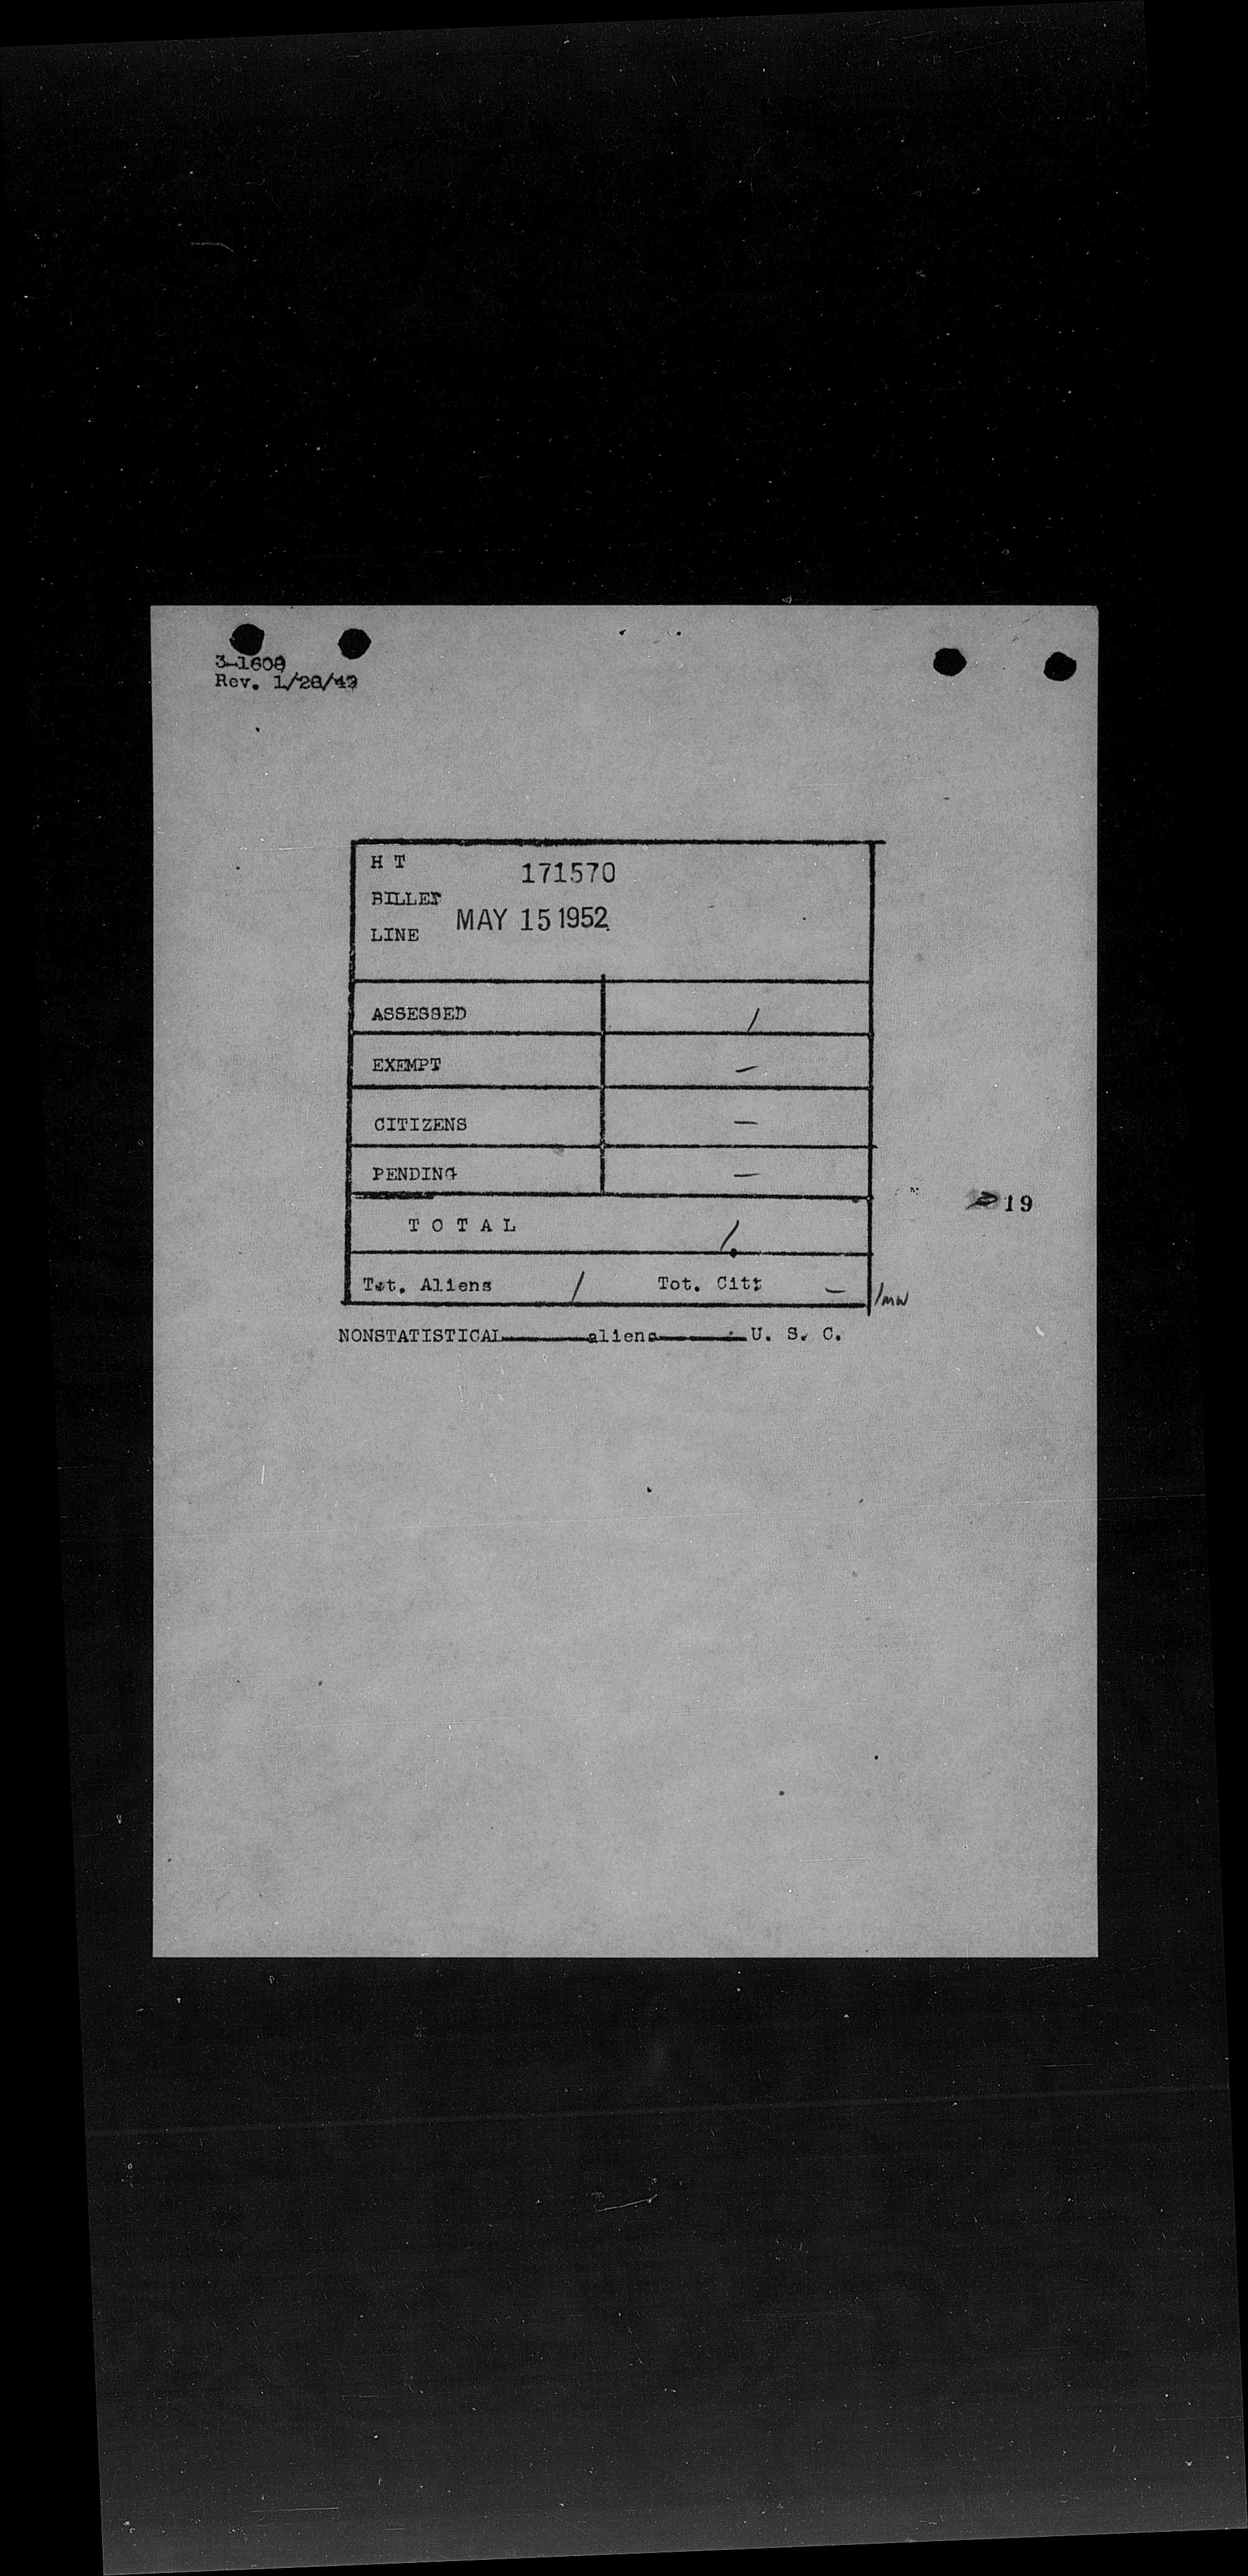 3-1609
Rev. 1/28/42
H T 171570
BILLET
LINE MAY 15 1952
ASSESSED /
EXEMPT —
CITIZENS —
PENDING —
19
T O T A L /
Tot. Aliens / Tot. Citz — /mw
NONSTATISTICAL aliens U. S. C.